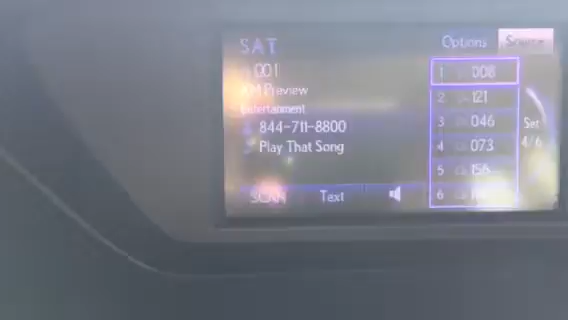 SAT
Options Source
001
Preview
Entertainment
844-711-8800
Play That Song
1 008
2 121
3 046
4 073
5 156
6
Set
4/6
SCAN Text